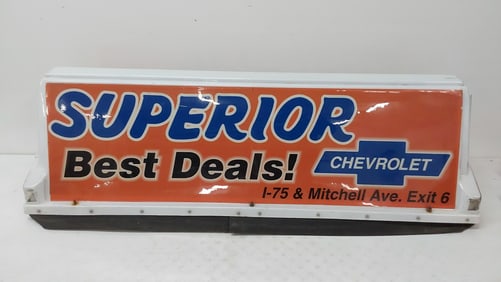 SUPERIOR
Best Deals!
CHEVROLET
I-75 & Mitchell Ave. Exit 6